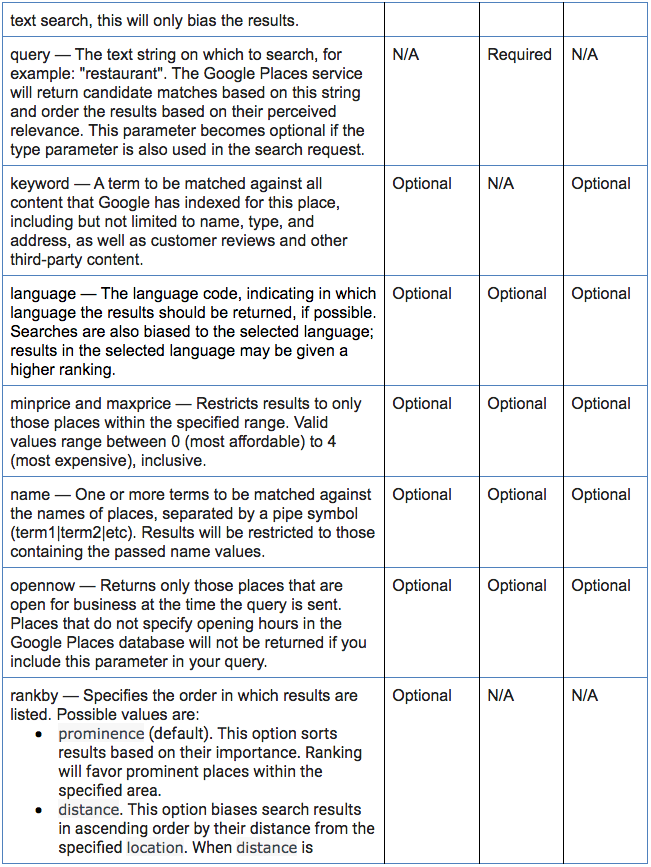 text search, this will only bias the results.
query — The text string on which to search, for N/A Required N/A
example: "restaurant". The Google Places service
will return candidate matches based on this string
and order the results based on their perceived
relevance. This parameter becomes optional if the
type parameter is also used in the search request.
keyword — A term to be matched against all Optional N/A Optional
content that Google has indexed for this place,
including but not limited to name, type, and
address, as well as customer reviews and other
third-party content.
language — The language code, indicating in which Optional Optional Optional
language the results should be returned, if possible.
Searches are also biased to the selected language;
results in the selected language may be given a
higher ranking.
minprice and maxprice — Restricts results to only Optional Optional Optional
those places within the specified range. Valid
values range between 0 (most affordable) to 4
(most expensive), inclusive.
name — One or more terms to be matched against Optional Optional Optional
the names of places, separated by a pipe symbol
(term1|term2|etc). Results will be restricted to those
containing the passed name values.
opennow — Returns only those places that are Optional Optional Optional
open for business at the time the query is sent.
Places that do not specify opening hours in the
Google Places database will not be returned if you
include this parameter in your query.
rankby — Specifies the order in which results are Optional N/A N/A
listed. Possible values are:
• prominence (default). This option sorts
results based on their importance. Ranking
will favor prominent places within the
specified area.
• distance. This option biases search results
in ascending order by their distance from the
specified location. When distance is